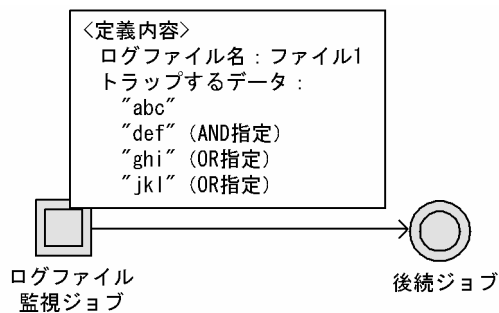 <定義内容>
ログファイル名：ファイル1
トラップするデータ：
"abc"
"def"（AND指定）
"ghi"（OR指定）
"jkl"（OR指定）
ログファイル
監視ジョブ
後続ジョブ